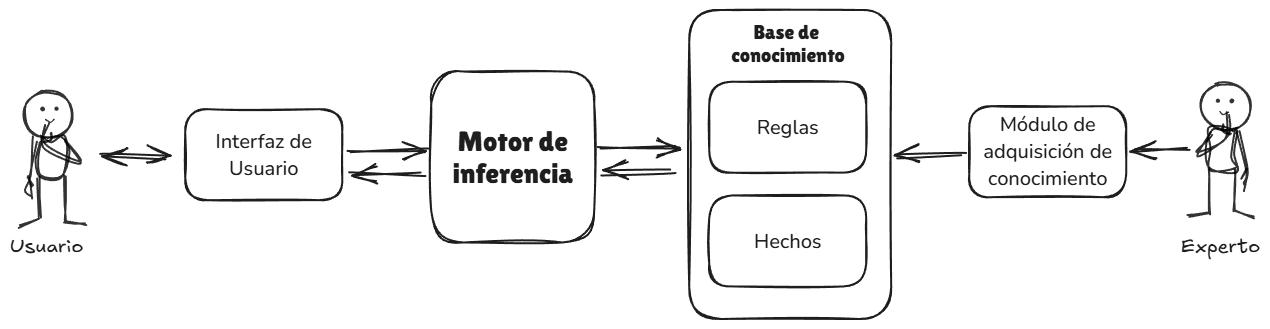 Usuario
Interfaz de
Usuario
Motor de
inferencia
Base de
conocimiento
Reglas
Hechos
Módulo de
adquisición de
conocimiento
Experto